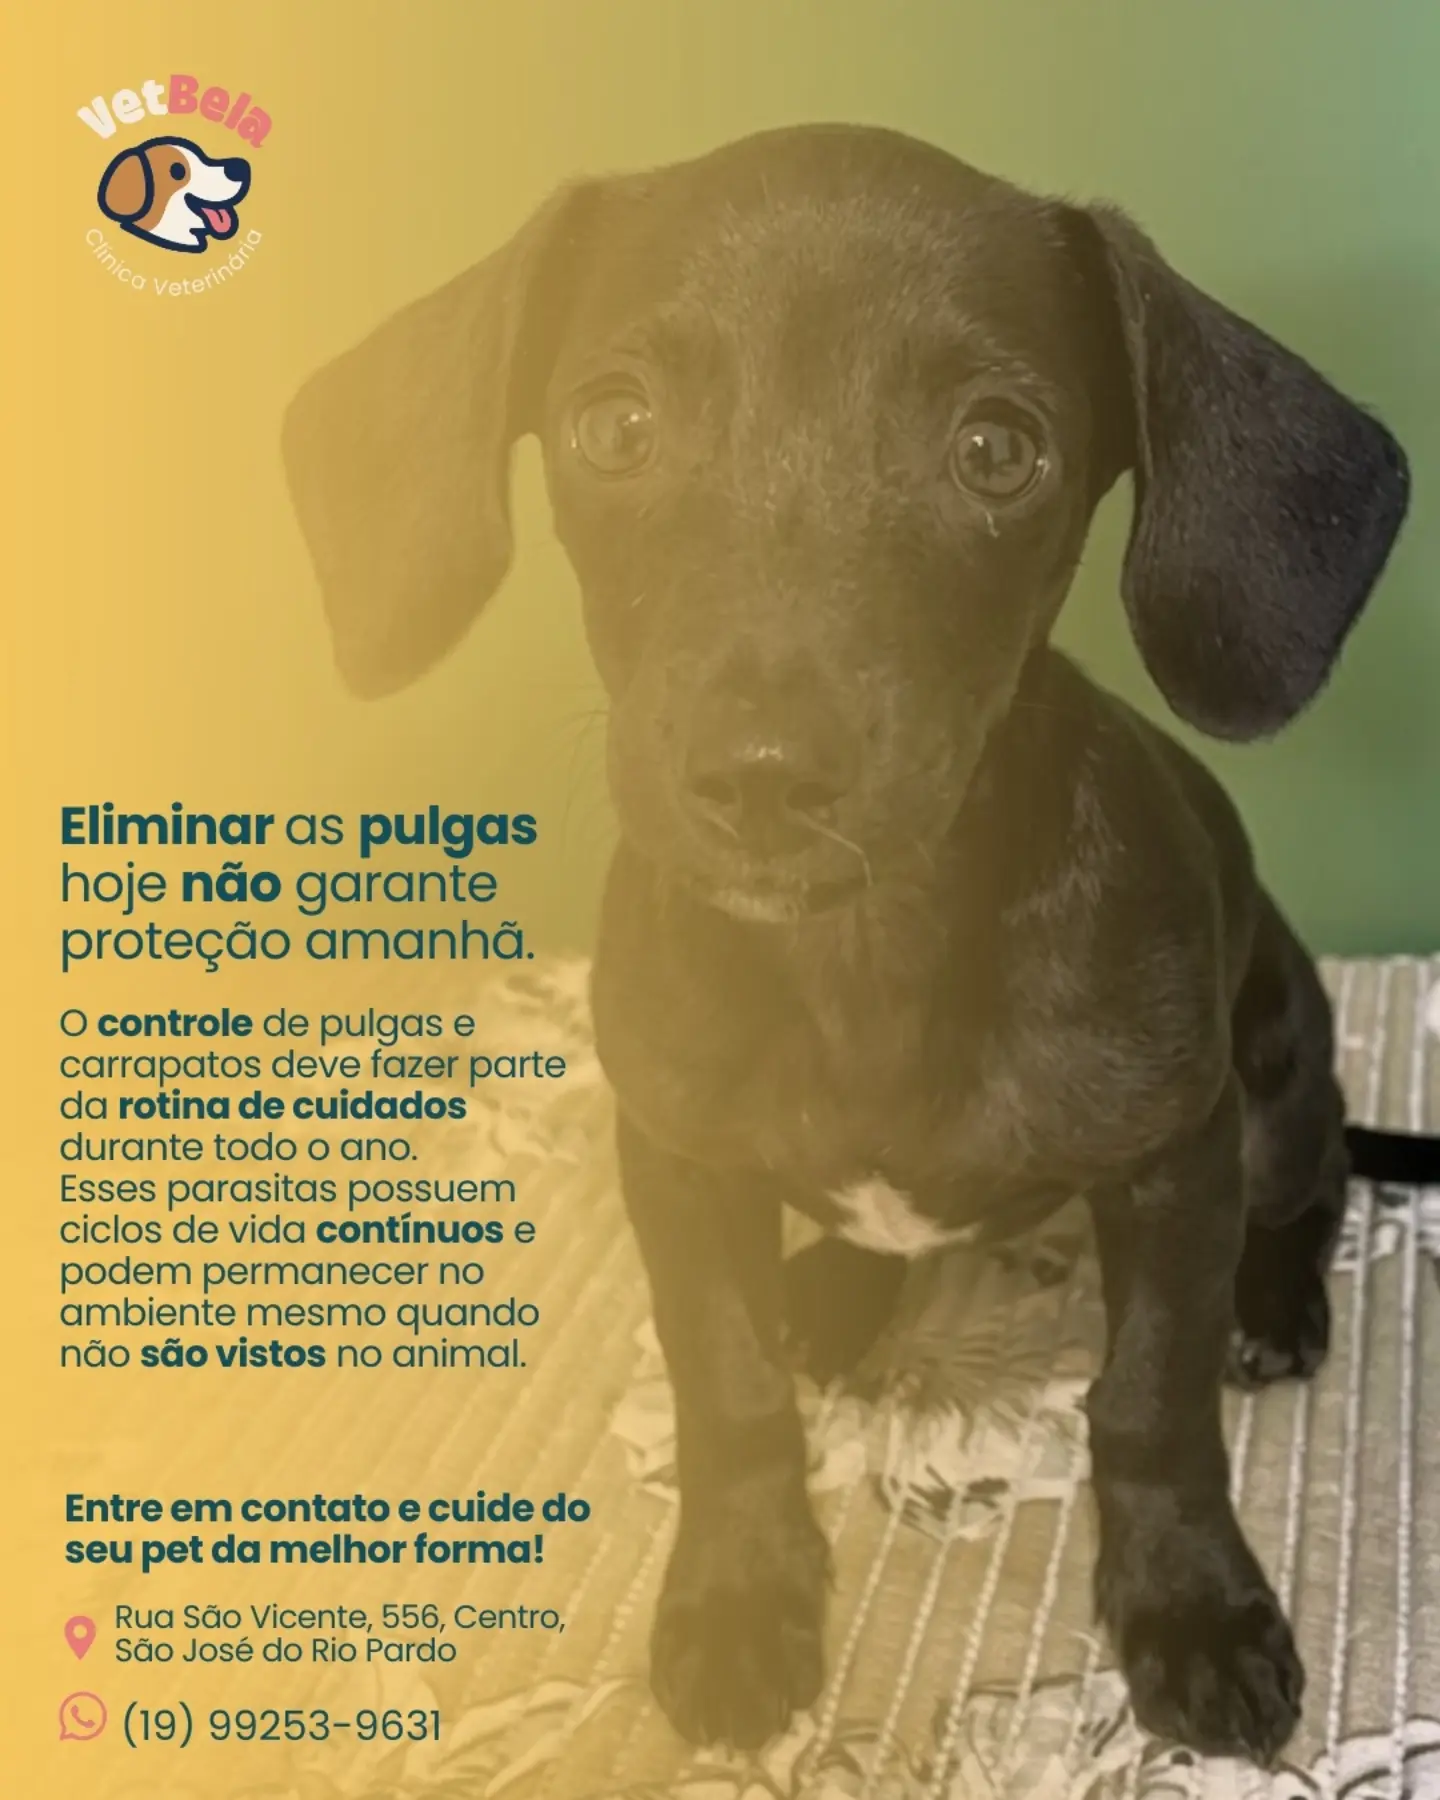 VetBela
Clínica Veterinária
Eliminar as pulgas
hoje não garante
proteção amanhã.
O controle de pulgas e
carrapatos deve fazer parte
da rotina de cuidados
durante todo o ano.
Esses parasitas possuem
ciclos de vida contínuos e
podem permanecer no
ambiente mesmo quando
não são vistos no animal.
Entre em contato e cuide do
seu pet da melhor forma!
Rua São Vicente, 556, Centro,
São José do Rio Pardo
(19) 99253-9631